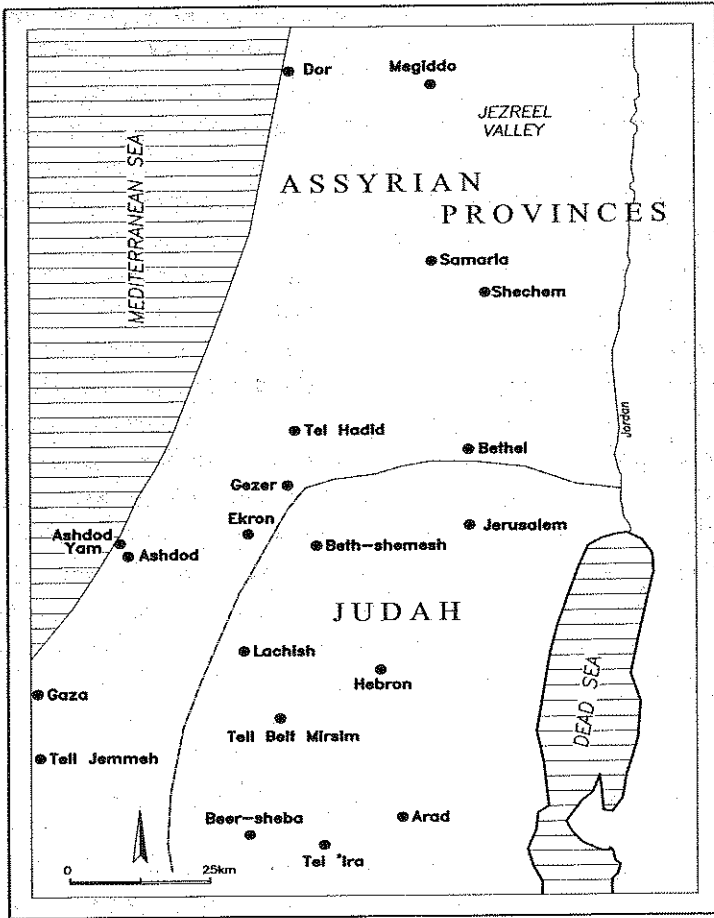 Dor
Megiddo
JEZREEL
VALLEY
MEDITERRANEAN SEA
ASSYRIAN
PROVINCES
Samaria
Shechem
Jordan
Tel Hadid
Bethel
Gezer
Ekron
Jerusalem
Ashdod
Yam
Ashdod
Beth-shemesh
JUDAH
Lachish
Hebron
DEAD SEA
Gaza
Tell Beit Mirsim
Tell Jemmeh
Beer-sheba
Arad
Tel 'Ira
0 25km